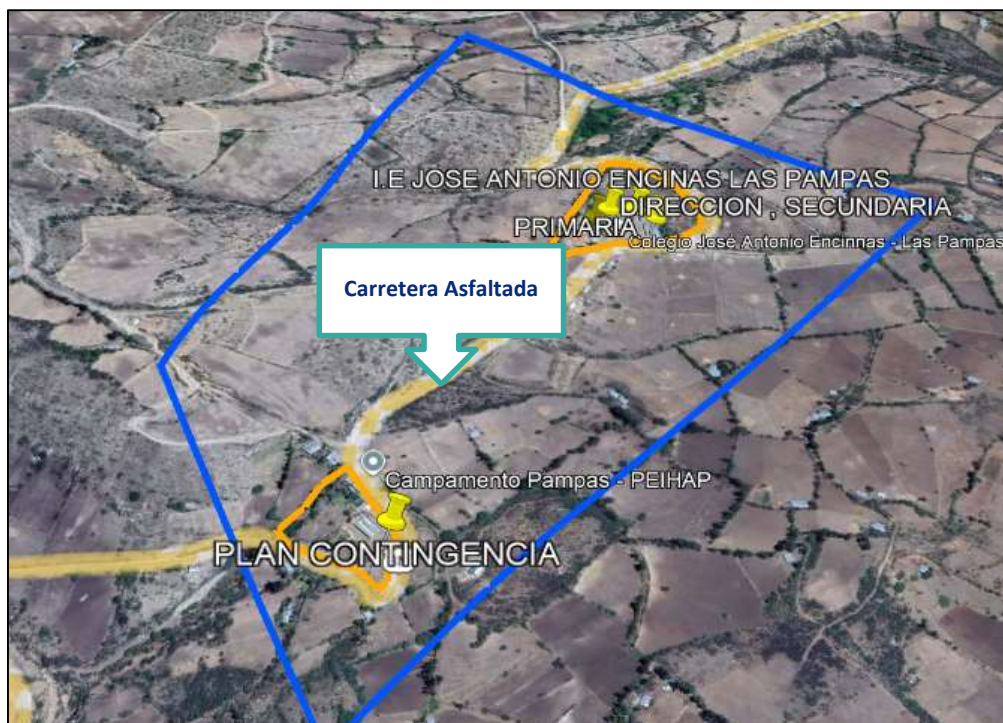 I.E JOSE ANTONIO ENCINAS LAS PAMPAS
DIRECCION , SECUNDARIA
PRIMARIA
Colegio José Antonio Encinnas - Las Pampas
Carretera Asfaltada
Campamento Pampas - PEIHAP
PLAN CONTINGENCIA